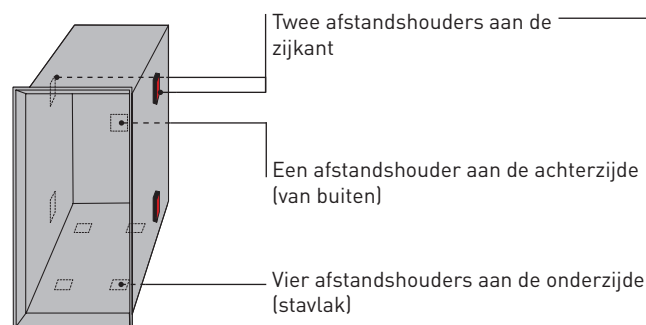 Twee afstandshouders aan de
zijkant
Een afstandshouder aan de achterzijde
(van buiten)
Vier afstandshouders aan de onderzijde
(stavlak)